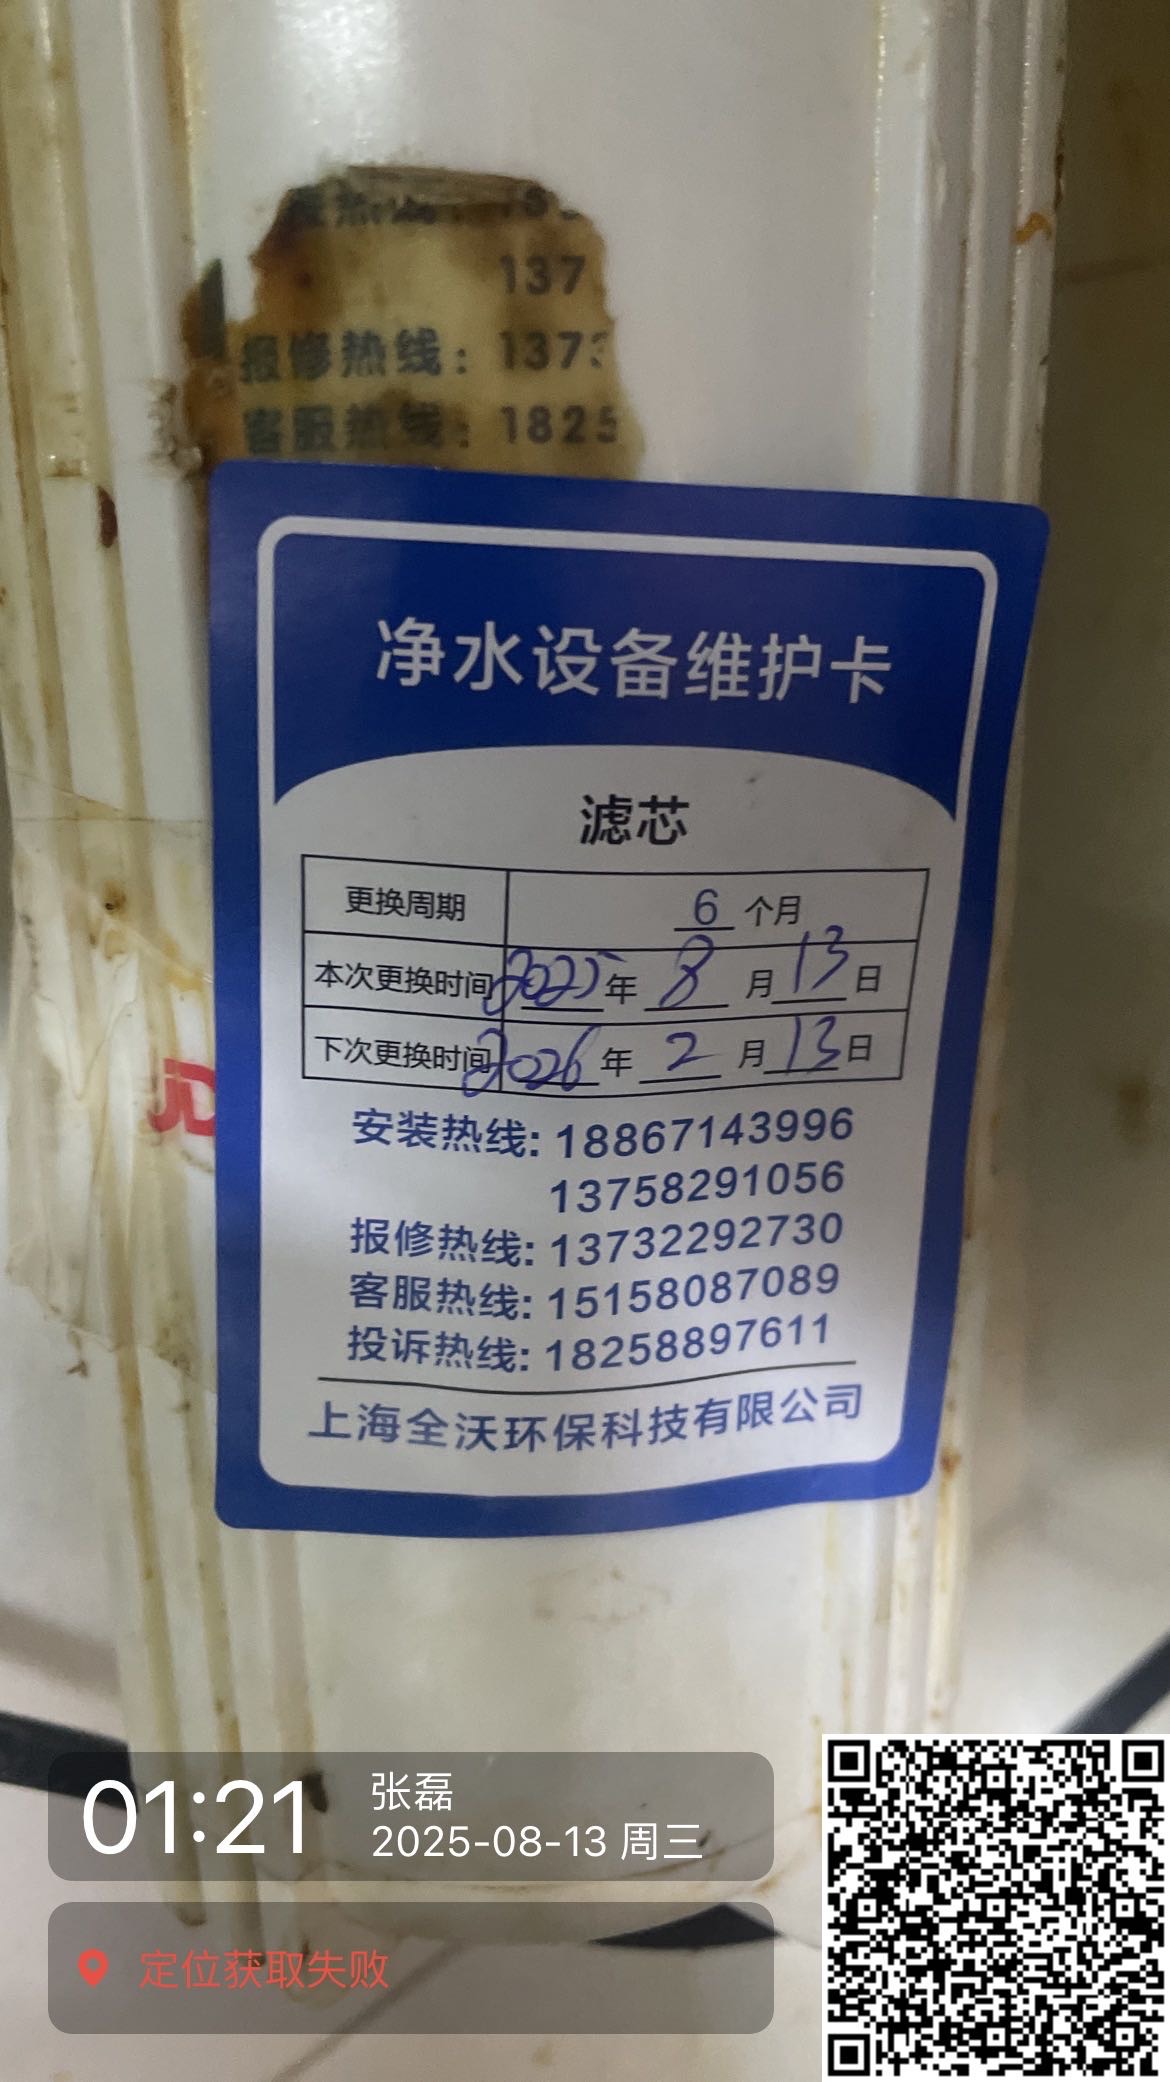 137
报修热线：1373
客服热线：1825
净水设备维护卡
滤芯
更换周期 6 个月
本次更换时间 2025 年 8 月 13 日
下次更换时间 2026 年 2 月 13 日
安装热线: 18867143996
13758291056
报修热线: 13732292730
客服热线: 15158087089
投诉热线: 18258897611
上海全沃环保科技有限公司
JD
01:21
张磊
2025-08-13 周三
定位获取失败